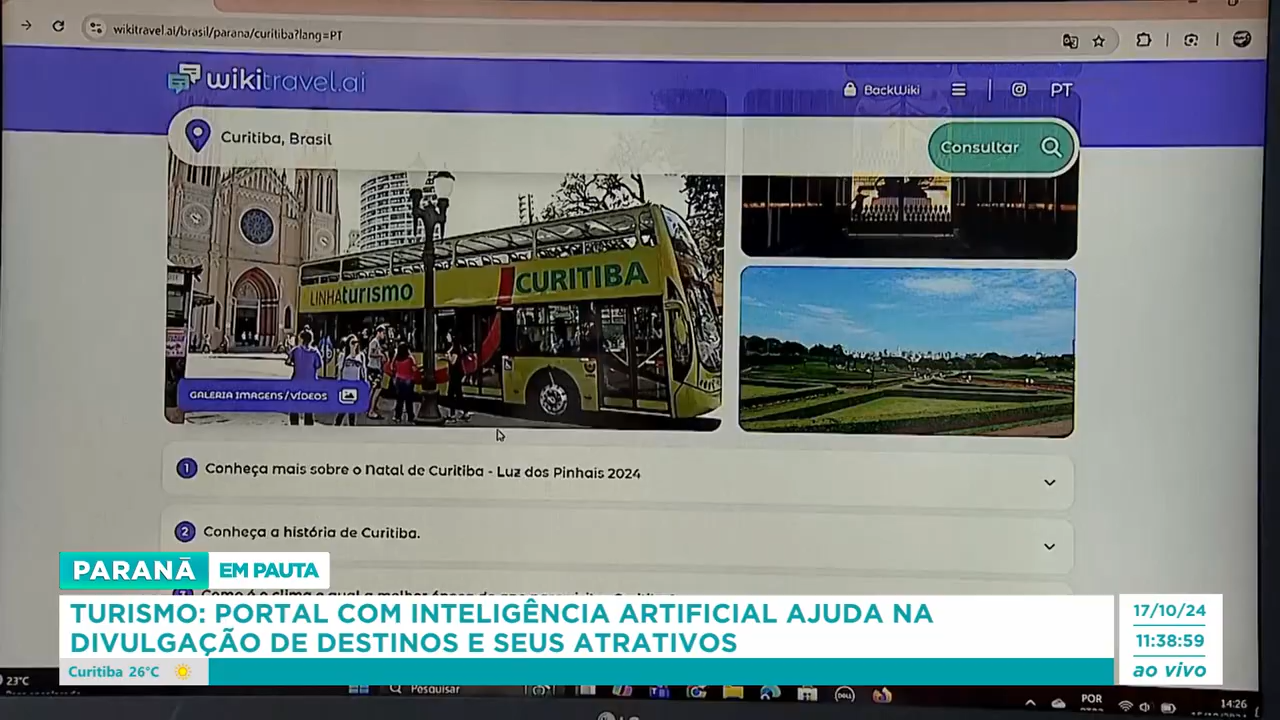 wikitravel.ai/brasil/parana/curitiba?lang=PT
wikitravel.ai
BackWiki
PT
Curitiba, Brasil
Consultar
LINHAturismo
CURITIBA
GALERIA IMAGENS/VÍDEOS
1 Conheça mais sobre o Natal de Curitiba - Luz dos Pinhais 2024
2 Conheça a história de Curitiba.
PARANÁ
EM PAUTA
TURISMO: PORTAL COM INTELIGÊNCIA ARTIFICIAL AJUDA NA
DIVULGAÇÃO DE DESTINOS E SEUS ATRATIVOS
17/10/24
11:38:59
ao vivo
Curitiba 26°C
23°C
Pesquisar
DELL
POR
14:26